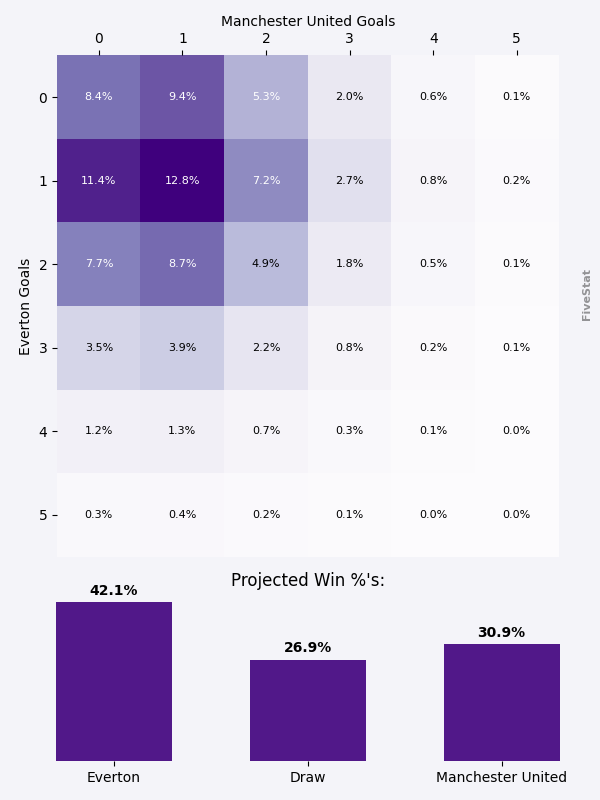 Manchester United Goals
0 1 2 3 4 5
0 8.4% 9.4% 5.3% 2.0% 0.6% 0.1%
1 11.4% 12.8% 7.2% 2.7% 0.8% 0.2%
2 7.7% 8.7% 4.9% 1.8% 0.5% 0.1%
3 3.5% 3.9% 2.2% 0.8% 0.2% 0.1%
4 1.2% 1.3% 0.7% 0.3% 0.1% 0.0%
5 0.3% 0.4% 0.2% 0.1% 0.0% 0.0%
Everton Goals
FiveStat
Projected Win %'s:
42.1% 26.9% 30.9%
Everton Draw Manchester United